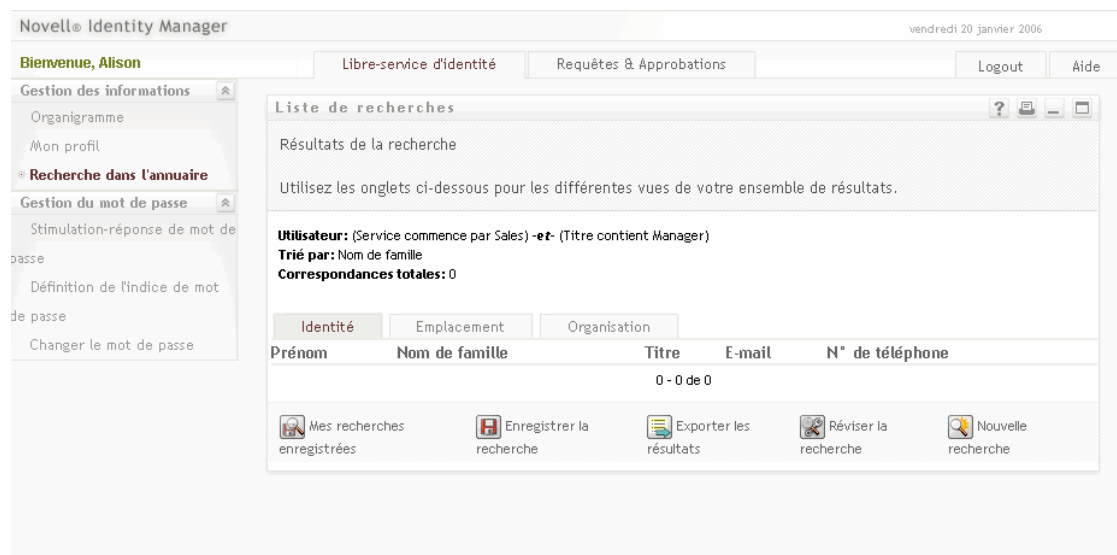 Novell® Identity Manager
vendredi 20 janvier 2006
Bienvenue, Alison
Libre-service d'identité
Requêtes & Approbations
Logout
Aide
Gestion des informations
Organigramme
Mon profil
Recherche dans l'annuaire
Gestion du mot de passe
Stimulation-réponse de mot de
passe
Définition de l'indice de mot
de passe
Changer le mot de passe
Liste de recherches
?
Résultats de la recherche
Utilisez les onglets ci-dessous pour les différentes vues de votre ensemble de résultats.
Utilisateur: (Service commence par Sales) -et- (Titre contient Manager)
Trié par: Nom de famille
Correspondances totales: 0
Identité
Emplacement
Organisation
Prénom Nom de famille Titre E-mail N° de téléphone
0 - 0 de 0
Mes recherches
enregistrées
Enregistrer la
recherche
Exporter les
résultats
Réviser la
recherche
Nouvelle
recherche